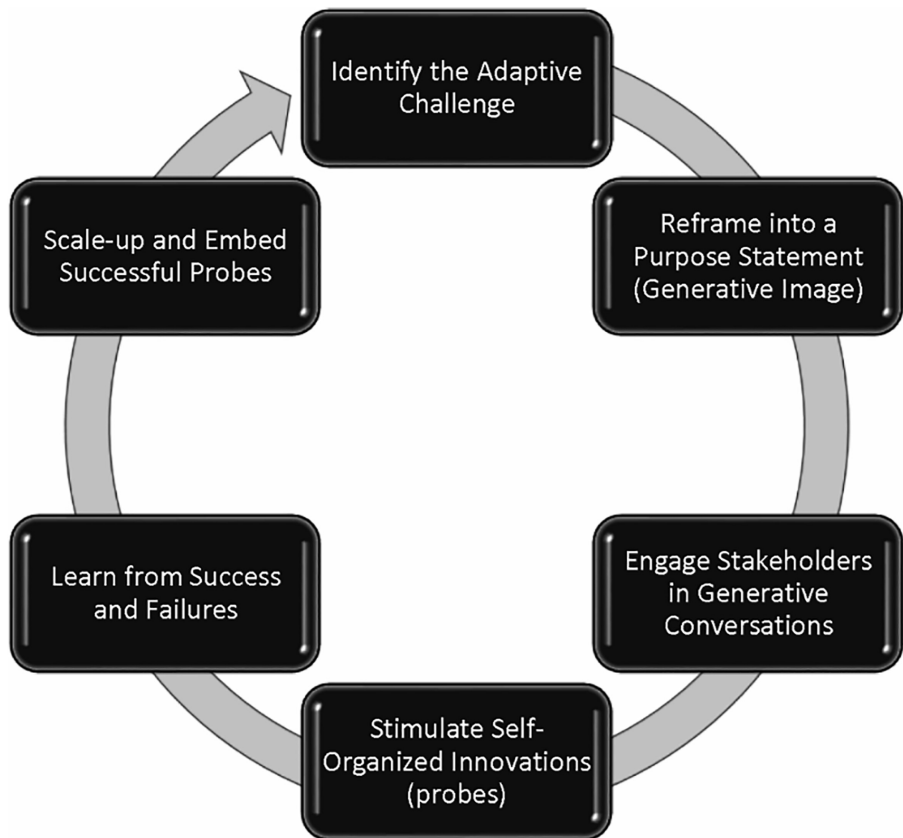 Identify the Adaptive
Challenge
Reframe into a
Purpose Statement
(Generative Image)
Engage Stakeholders
in Generative
Conversations
Stimulate Self-
Organized Innovations
(probes)
Learn from Success
and Failures
Scale-up and Embed
Successful Probes